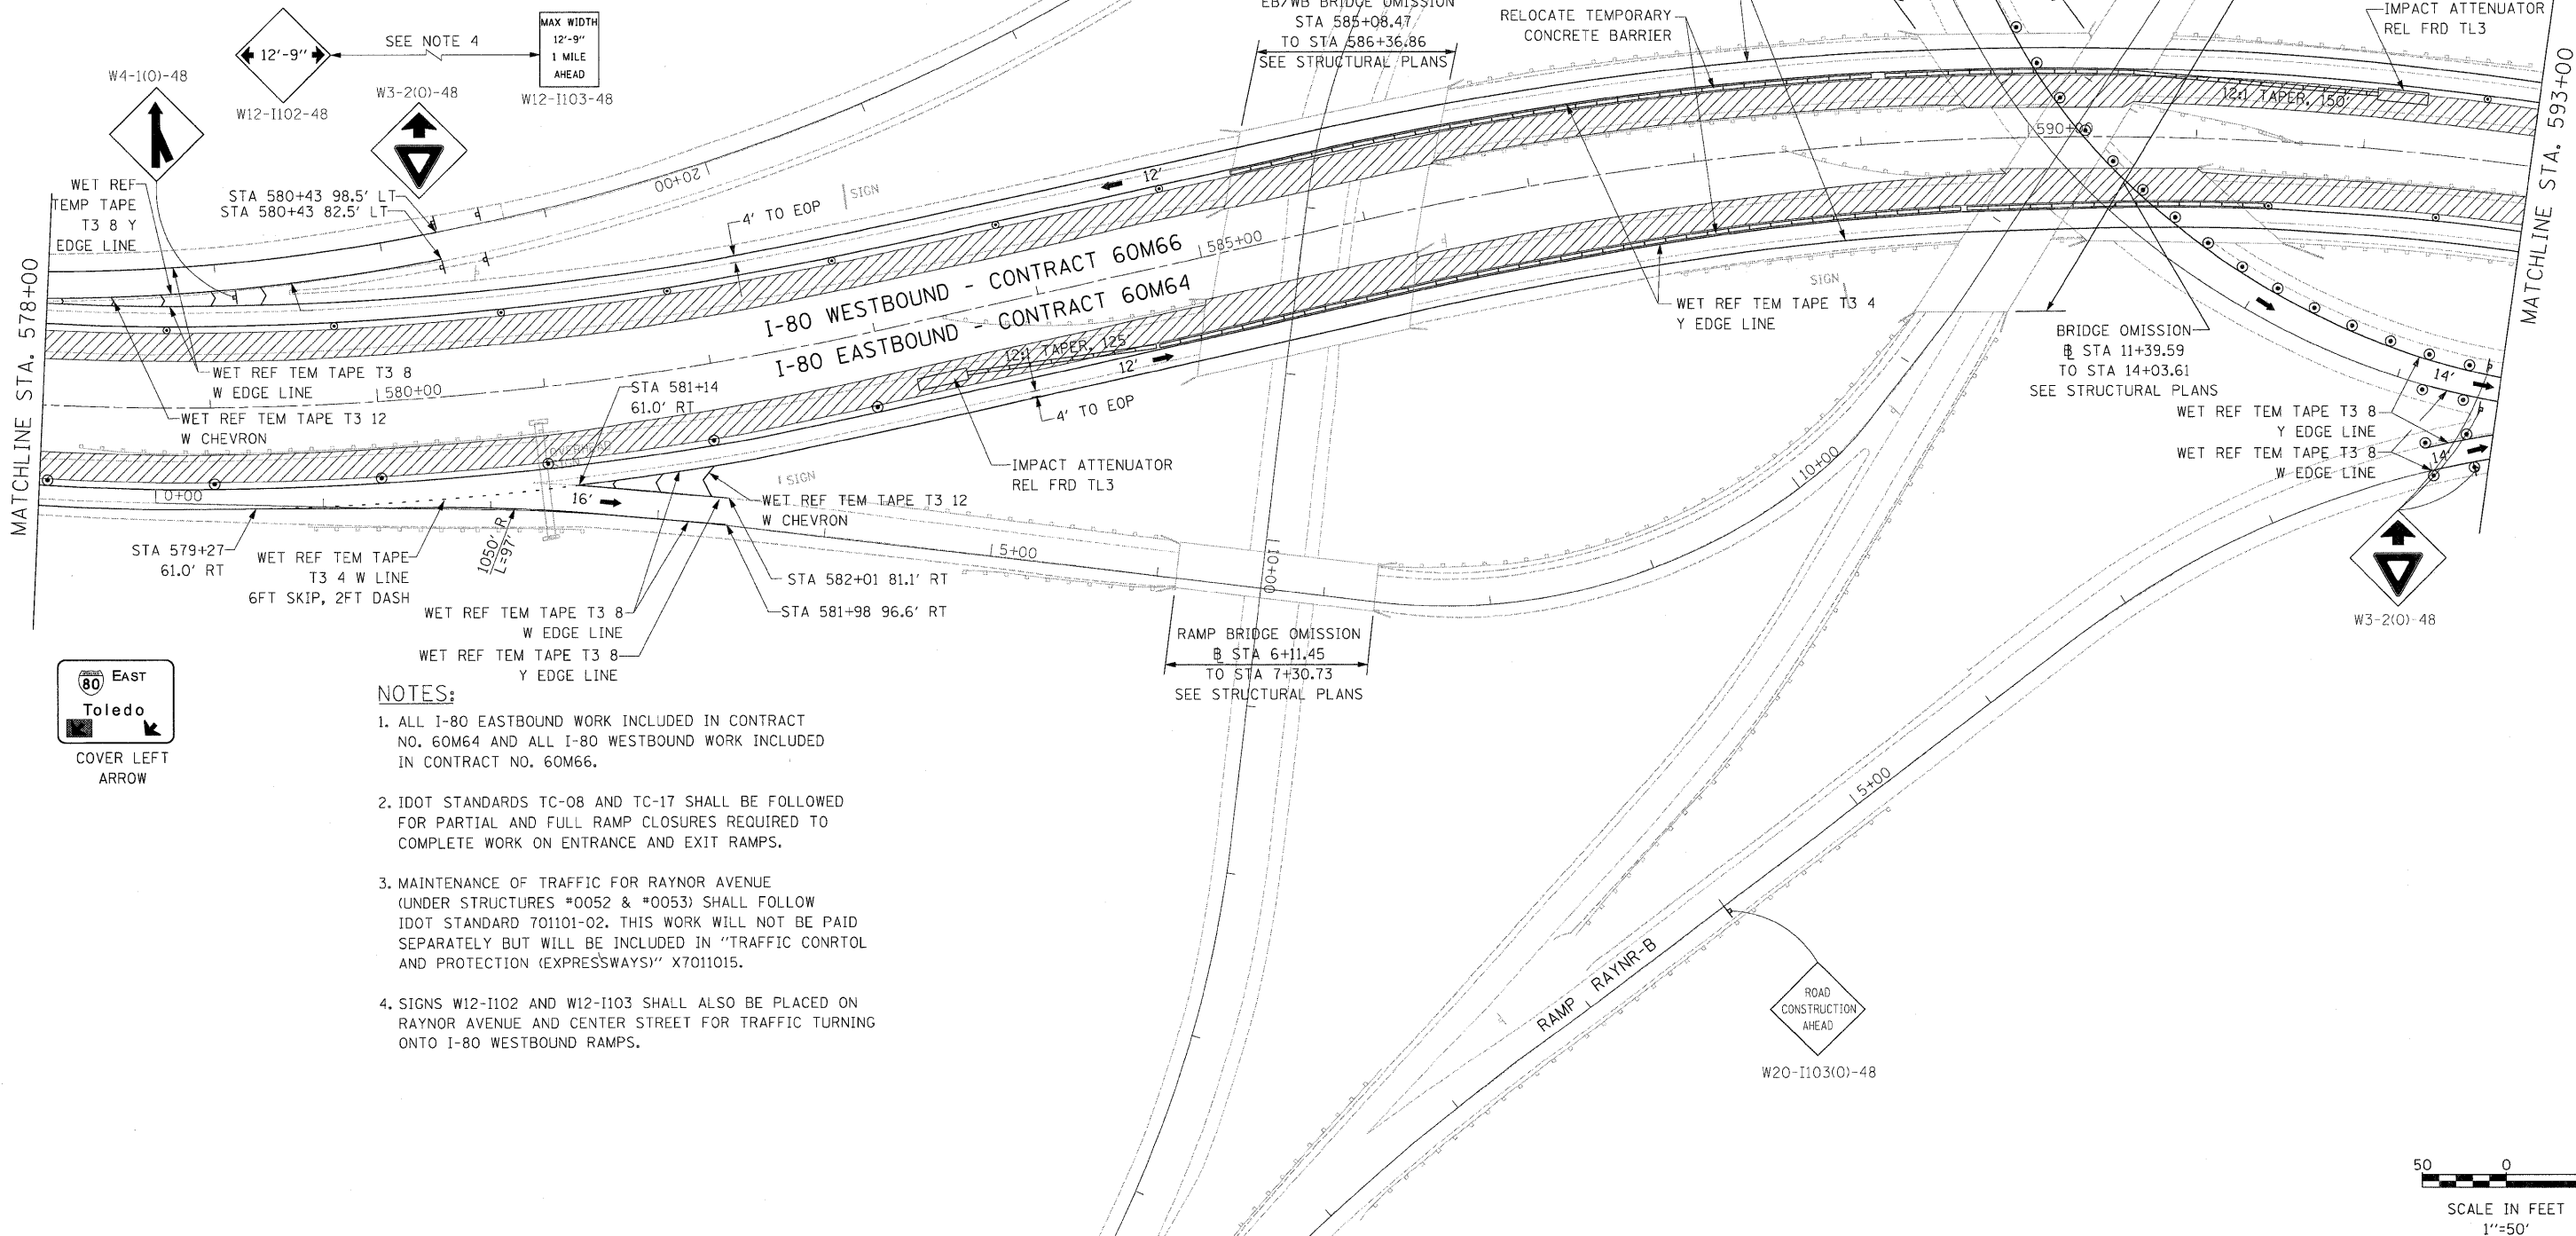 MAX WIDTH
12'-9"
1 MILE
AHEAD
W12-I103-48
SEE NOTE 4
12'-9"
W12-I102-48
W4-1(O)-48
W3-2(O)-48
WET REF
TEMP TAPE
T3 8 Y
EDGE LINE
STA 580+43 98.5' LT
STA 580+43 82.5' LT
120+00
4' TO EOP
SIGN
12'
EB/WB BRIDGE OMISSION
STA 585+08.47
TO STA 586+36.86
SEE STRUCTURAL PLANS
RELOCATE TEMPORARY
CONCRETE BARRIER
IMPACT ATTENUATOR
REL FRD TL3
12:1 TAPER, 150'
590+00
MATCHLINE STA. 593+00
MATCHLINE STA. 578+00
I-80 WESTBOUND - CONTRACT 60M66
585+00
I-80 EASTBOUND - CONTRACT 60M64
12:1 TAPER, 125'
12'
4' TO EOP
WET REF TEM TAPE T3 8
W EDGE LINE
580+00
WET REF TEM TAPE T3 12
W CHEVRON
STA 581+14
61.0' RT
OVERHEAD
SIGN
IMPACT ATTENUATOR
REL FRD TL3
SIGN
WET REF TEM TAPE T3 12
W CHEVRON
0+00
16'
STA 579+27
61.0' RT
WET REF TEM TAPE
T3 4 W LINE
6FT SKIP, 2FT DASH
1050' R
L=97'
5+00
STA 582+01 81.1' RT
STA 581+98 96.6' RT
WET REF TEM TAPE T3 8
W EDGE LINE
WET REF TEM TAPE T3 8
Y EDGE LINE
10+00
RAMP BRIDGE OMISSION
℄ STA 6+11.45
TO STA 7+30.73
SEE STRUCTURAL PLANS
10+00
SIGN
WET REF TEM TAPE T3 4
Y EDGE LINE
BRIDGE OMISSION
℄ STA 11+39.59
TO STA 14+03.61
SEE STRUCTURAL PLANS
WET REF TEM TAPE T3 8
Y EDGE LINE
WET REF TEM TAPE T3 8
W EDGE LINE
14'
14'
W3-2(O)-48
80 EAST
Toledo
COVER LEFT
ARROW
NOTES:
1. ALL I-80 EASTBOUND WORK INCLUDED IN CONTRACT
NO. 60M64 AND ALL I-80 WESTBOUND WORK INCLUDED
IN CONTRACT NO. 60M66.
2. IDOT STANDARDS TC-08 AND TC-17 SHALL BE FOLLOWED
FOR PARTIAL AND FULL RAMP CLOSURES REQUIRED TO
COMPLETE WORK ON ENTRANCE AND EXIT RAMPS.
3. MAINTENANCE OF TRAFFIC FOR RAYNOR AVENUE
(UNDER STRUCTURES #0052 & #0053) SHALL FOLLOW
IDOT STANDARD 701101-02. THIS WORK WILL NOT BE PAID
SEPARATELY BUT WILL BE INCLUDED IN "TRAFFIC CONRTOL
AND PROTECTION (EXPRESSWAYS)" X7011015.
4. SIGNS W12-I102 AND W12-I103 SHALL ALSO BE PLACED ON
RAYNOR AVENUE AND CENTER STREET FOR TRAFFIC TURNING
ONTO I-80 WESTBOUND RAMPS.
5+00
RAMP RAYNR-B
ROAD
CONSTRUCTION
AHEAD
W20-I103(O)-48
50 0
SCALE IN FEET
1"=50'